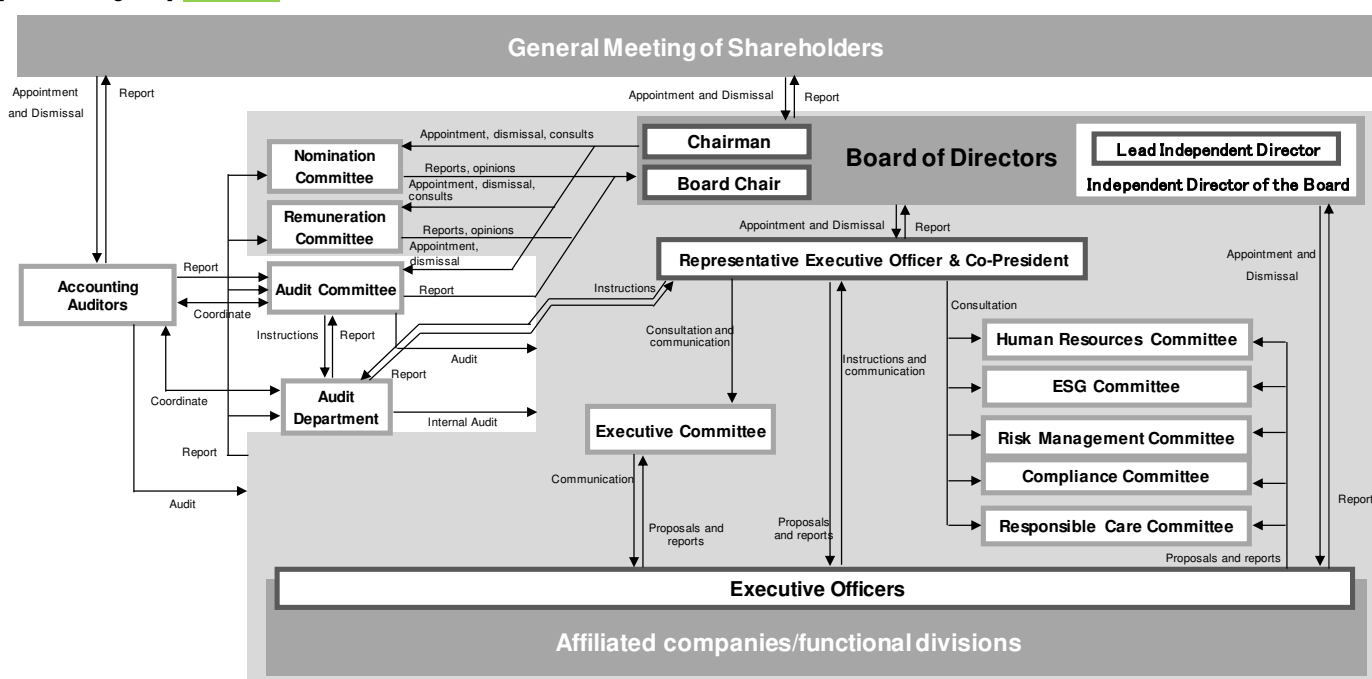 General Meeting of Shareholders
Appointment
and Dismissal
Report
Appointment and Dismissal
Report
Appointment, dismissal, consults
Chairman
Board of Directors
Lead Independent Director
Nomination
Committee
Reports, opinions
Board Chair
Independent Director of the Board
Appointment, dismissal,
consults
Remuneration
Committee
Reports, opinions
Appointment and Dismissal
Report
Appointment,
dismissal
Representative Executive Officer & Co-President
Appointment and
Dismissal
Accounting
Auditors
Report
Audit Committee
Report
Instructions
Coordinate
Consultation
Instructions
Report
Consultation and
communication
Human Resources Committee
Audit
Instructions and
communication
Report
ESG Committee
Audit
Department
Coordinate
Internal Audit
Executive Committee
Risk Management Committee
Report
Communication
Compliance Committee
Audit
Report
Proposals and
reports
Proposals
and reports
Responsible Care Committee
Proposals and reports
Executive Officers
Affiliated companies/functional divisions